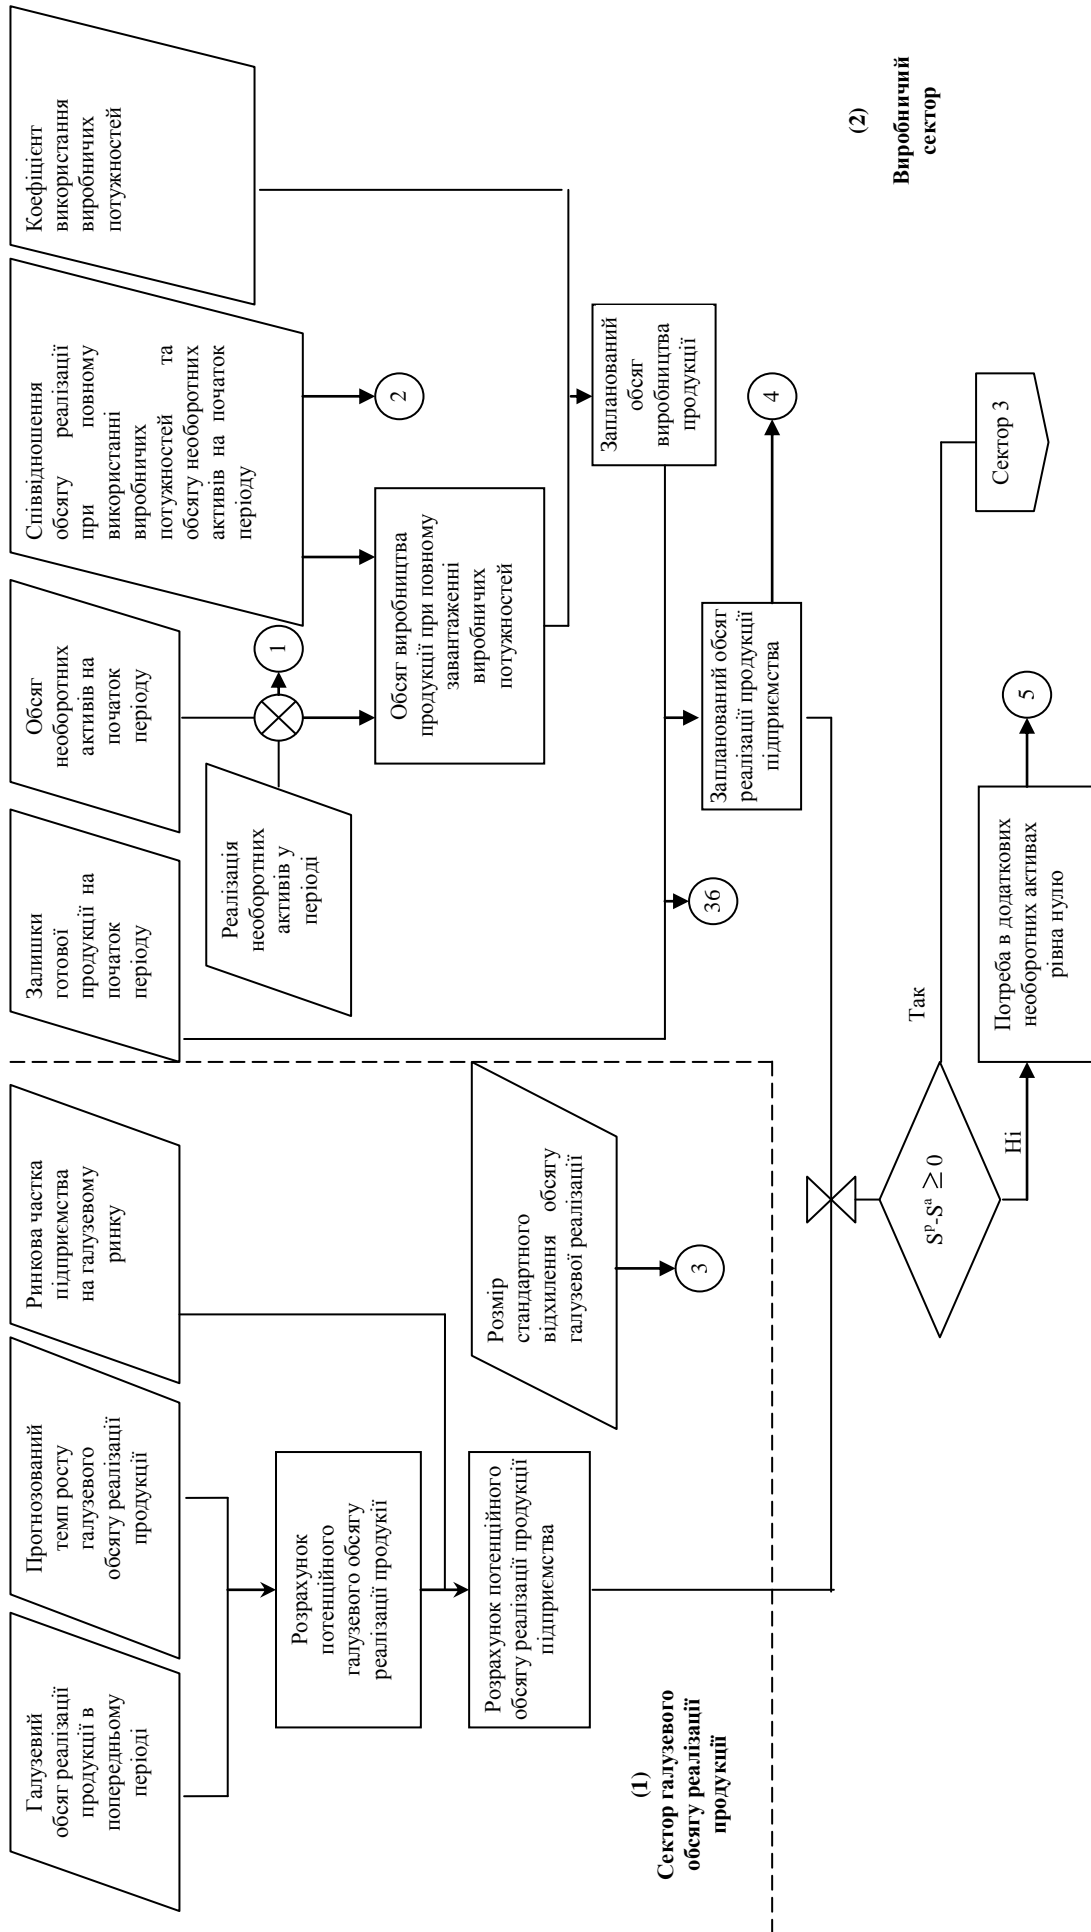 Галузевий
обсяг реалізації
продукції в
попередньому
періоді
Прогнозований
темп росту
галузевого
обсягу реалізації
продукції
Ринкова частка
підприємства
на галузевому
ринку
Залишки
готової
продукції на
початок
періоду
Обсяг
необоротних
активів на
початок
періоду
Співвідношення
обсягу реалізації
при повному
використанні
виробничих
потужностей та
обсягу необоротних
активів на початок
періоду
Коефіцієнт
використання
виробничих
потужностей
Реалізація
необоротних
активів у
періоді
1
2
Розрахунок
потенційного
галузевого обсягу
реалізації продукії
Обсяг виробництва
продукції при повному
завантаженні
виробничих
потужностей
Розрахунок потенційного
обсягу реалізації продукції
підприємства
Розмір
стандартного
відхилення обсягу
галузевої реалізації
3
Запланований
обсяг
виробництва
продукції
36
Запланований обсяг
реалізації продукції
підприємства
4
(1)
Сектор галузевого
обсягу реалізації
продукції
(2)
Виробничий
сектор
Sᵖ-Sᵃ ≥ 0
Так
Ні
Потреба в додаткових
необоротних активах
рівна нулю
5
Сектор 3